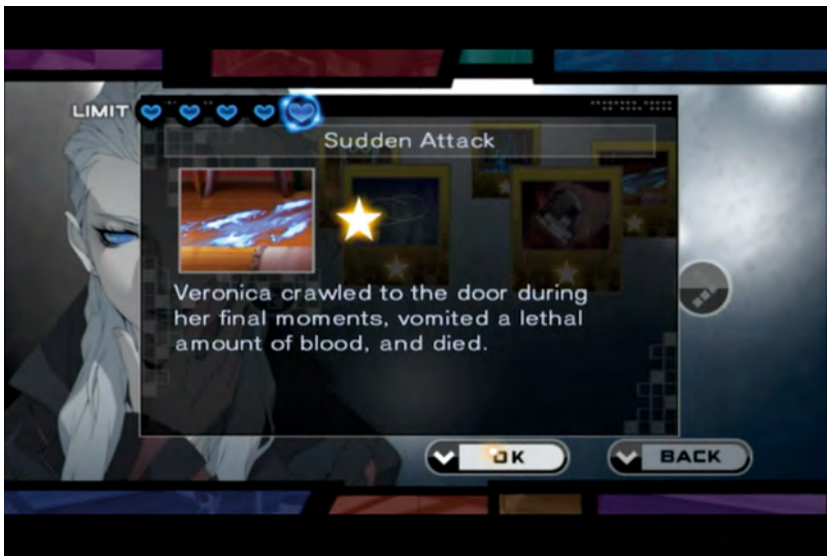 LIMIT
Sudden Attack
Veronica crawled to the door during
her final moments, vomited a lethal
amount of blood, and died.
OK
BACK